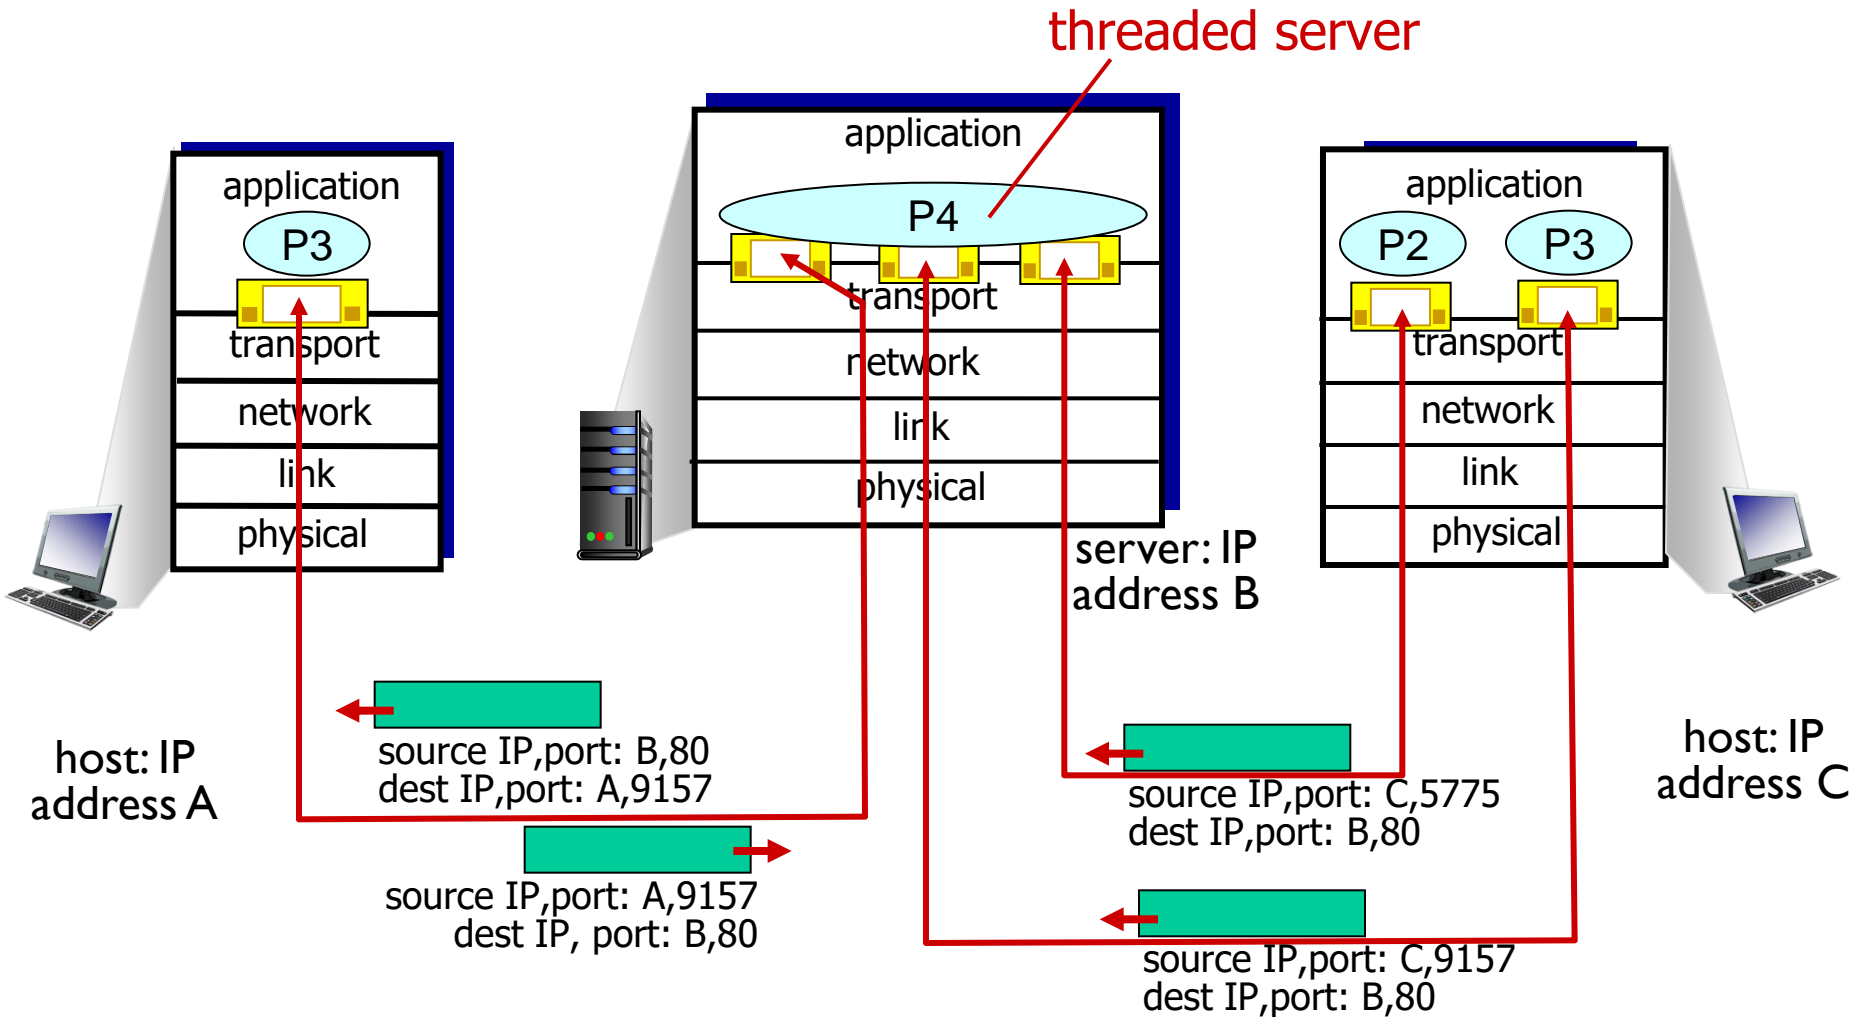 threaded server
application
P3
transport
network
link
physical
application
P4
transport
network
link
physical
application
P2
P3
transport
network
link
physical
server: IP
address B
host: IP
address A
source IP,port: B,80
dest IP,port: A,9157
source IP,port: A,9157
dest IP, port: B,80
source IP,port: C,5775
dest IP,port: B,80
source IP,port: C,9157
dest IP,port: B,80
host: IP
address C